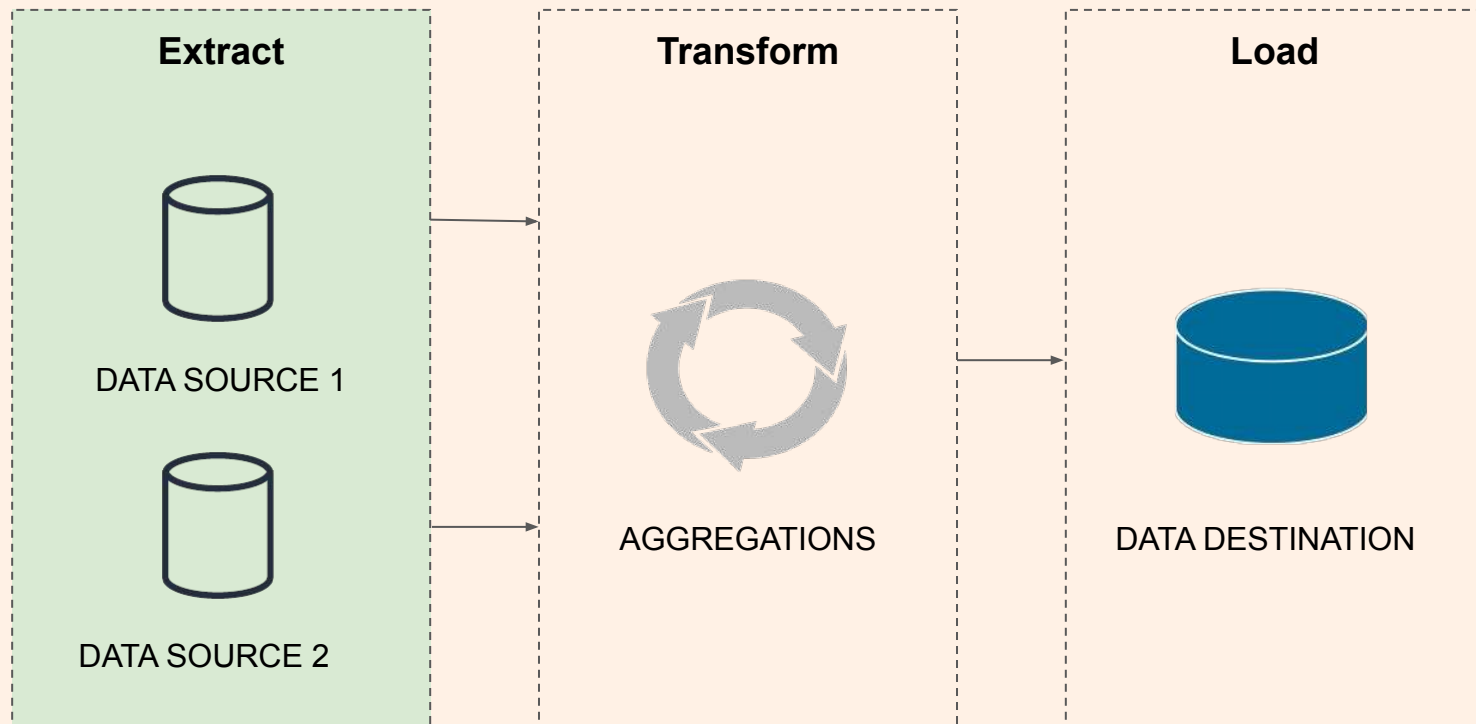 Extract
DATA SOURCE 1
DATA SOURCE 2
Transform
AGGREGATIONS
Load
DATA DESTINATION